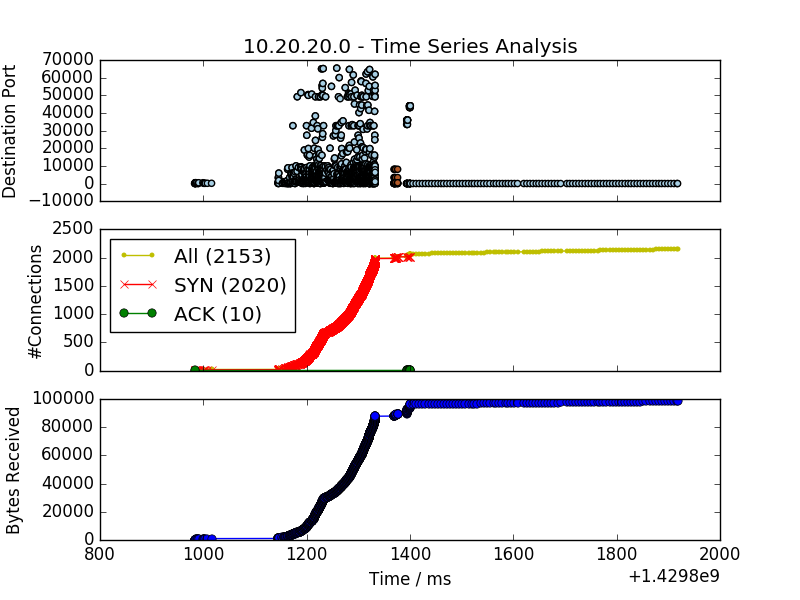 10.20.20.0 - Time Series Analysis
70000
60000
50000
40000
30000
20000
10000
0
−10000
Destination Port
2500
2000
1500
1000
500
0
#Connections
All (2153)
SYN (2020)
ACK (10)
100000
80000
60000
40000
20000
0
Bytes Received
800 1000 1200 1400 1600 1800 2000
Time / ms
+1.4298e9